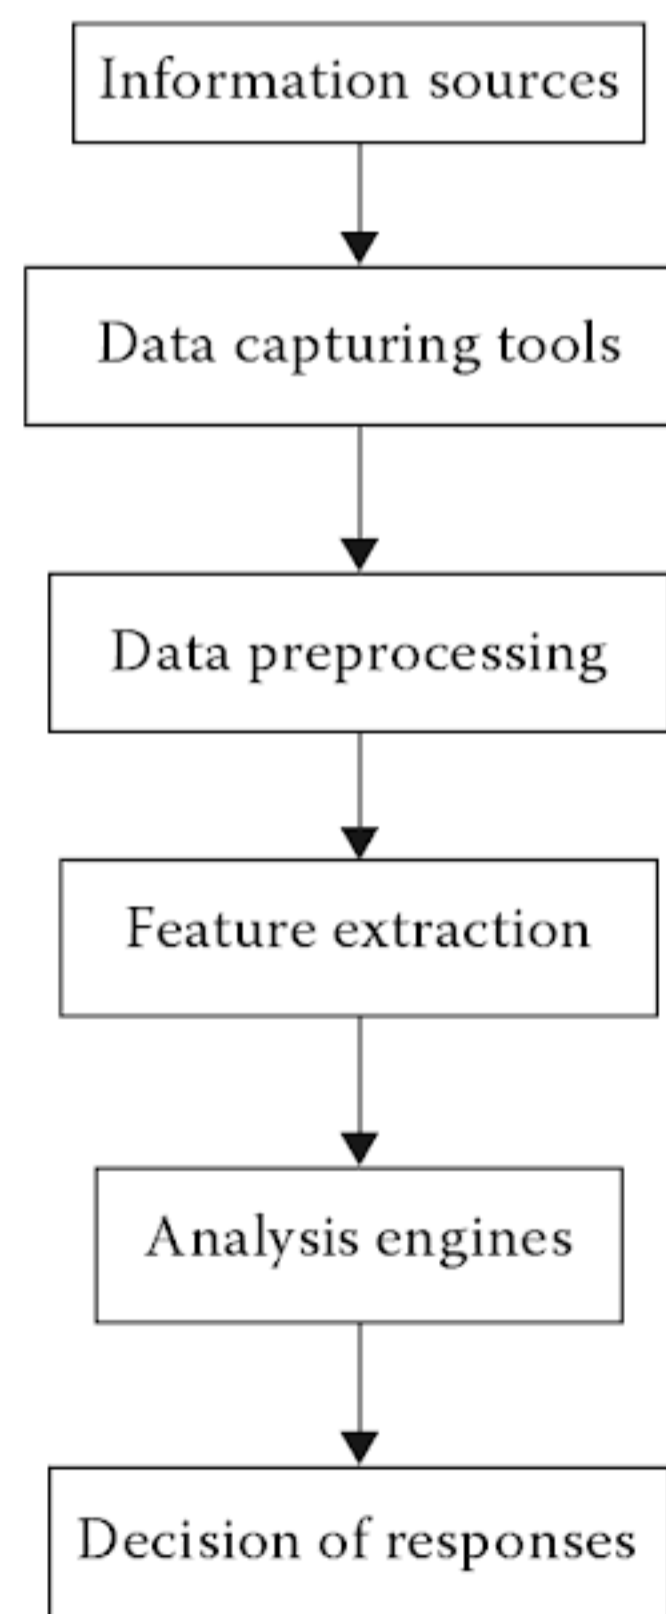 Information sources
Data capturing tools
Data preprocessing
Feature extraction
Analysis engines
Decision of responses